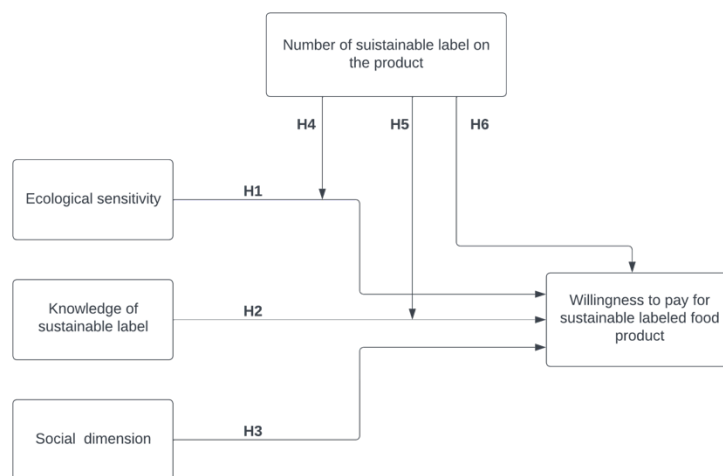 Number of suistainable label on
the product
H4
H5
H6
Ecological sensitivity
H1
Knowledge of
sustainable label
H2
Willingness to pay for
sustainable labeled food
product
Social dimension
H3